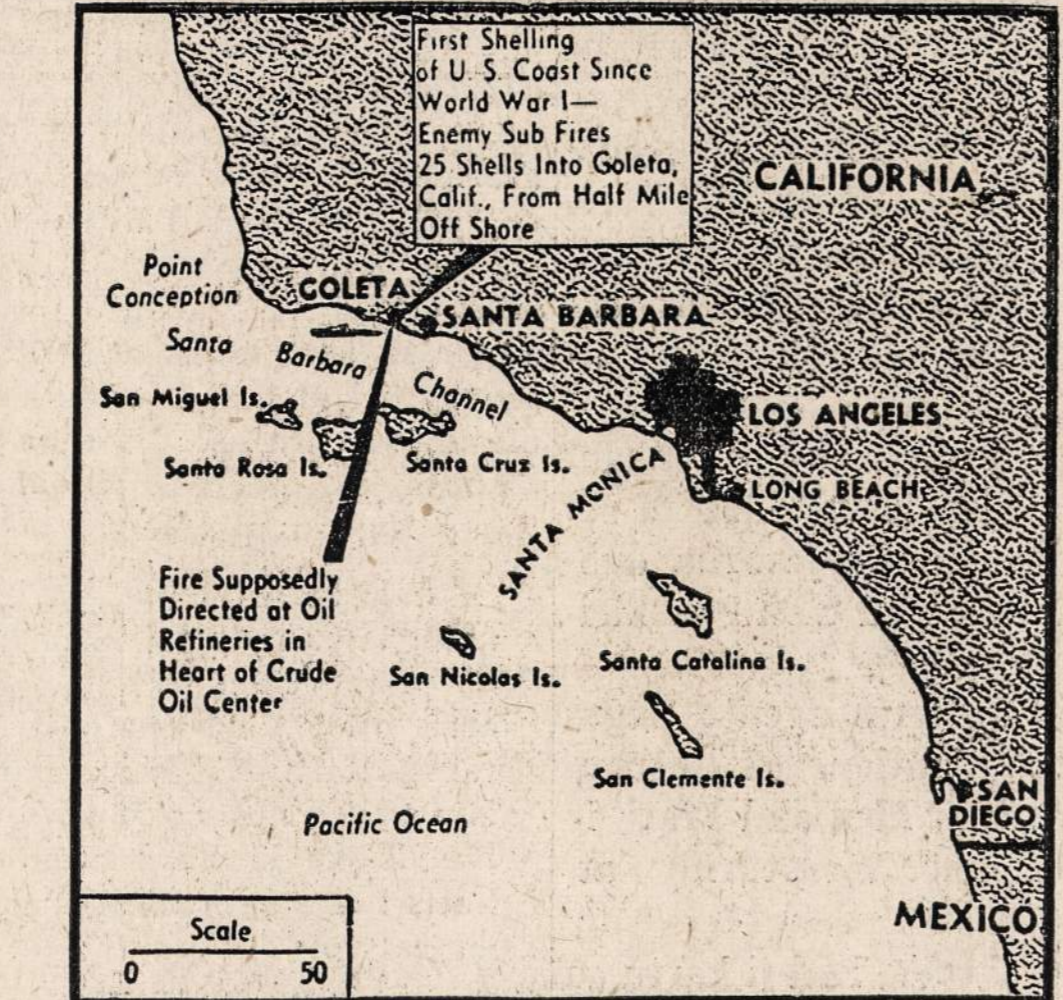 First Shelling
of U. S. Coast Since
World War I—
Enemy Sub Fires
25 Shells Into Goleta,
Calif., From Half Mile
Off Shore
CALIFORNIA
Point
Conception
GOLETA
SANTA BARBARA
Santa Barbara Channel
San Miguel Is.
LOS ANGELES
Santa Rosa Is.
Santa Cruz Is.
SANTA MONICA
LONG BEACH
Fire Supposedly
Directed at Oil
Refineries in
Heart of Crude
Oil Center
San Nicolas Is.
Santa Catalina Is.
San Clemente Is.
SAN
DIEGO
Pacific Ocean
MEXICO
Scale
0 50